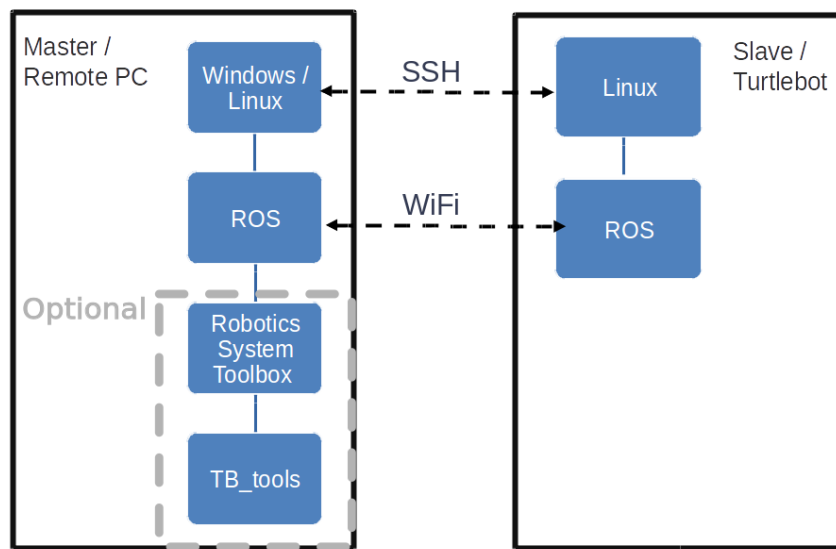 Master /
Remote PC
Windows /
Linux
ROS
Optional
Robotics
System
Toolbox
TB_tools
SSH
WiFi
Slave /
Turtlebot
Linux
ROS